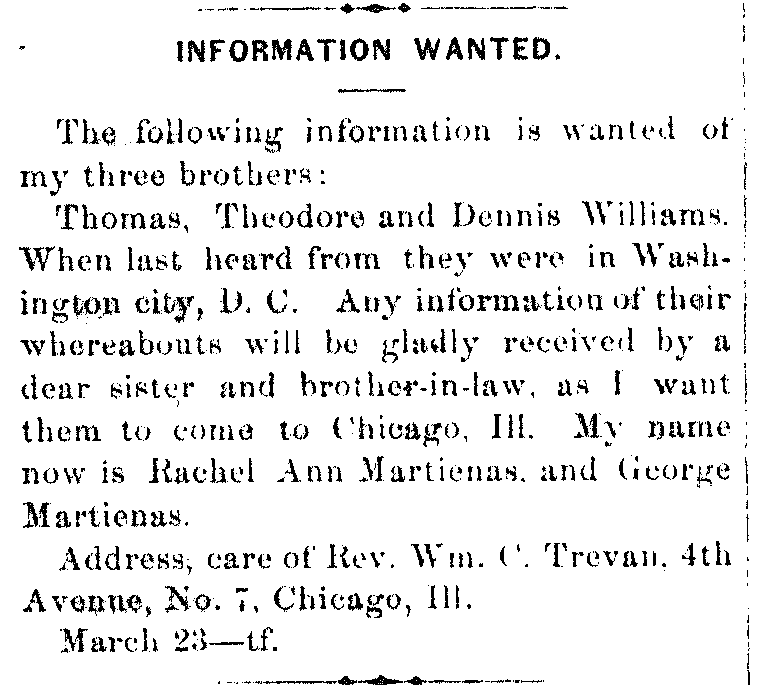 INFORMATION WANTED.
The following information is wanted of
my three brothers:
Thomas, Theodore and Dennis Williams.
When last heard from they were in Wash-
ington city, D. C. Any information of their
whereabouts will be gladly received by a
dear sister and brother-in-law, as I want
them to come to Chicago, Ill. My name
now is Rachel Ann Martienas, and George
Martienas.
Address, care of Rev. Wm. C. Trevan, 4th
Avenue, No. 7, Chicago, Ill.
March 23—tf.